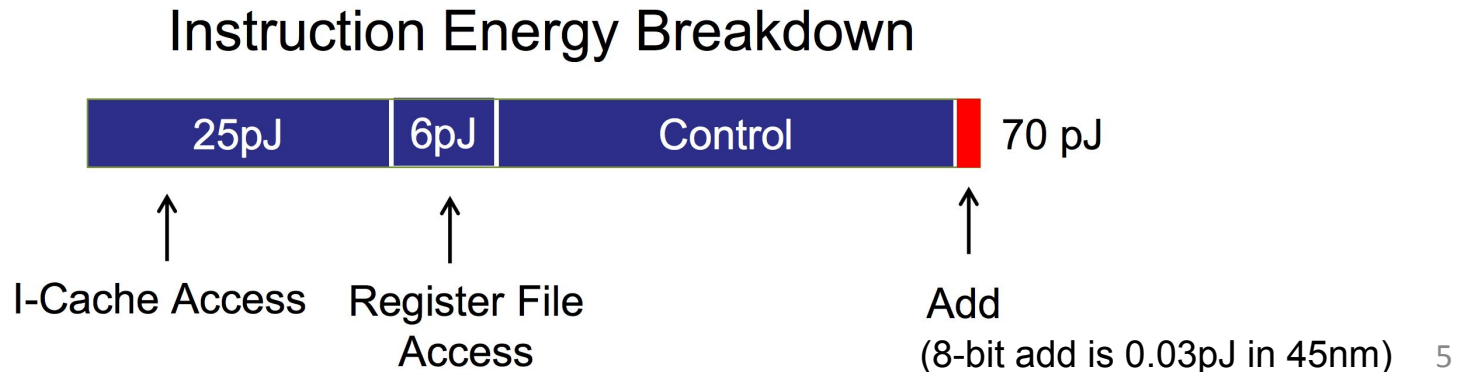 Instruction Energy Breakdown
25pJ
6pJ
Control
70 pJ
I-Cache Access
Register File
Access
Add
(8-bit add is 0.03pJ in 45nm)
5